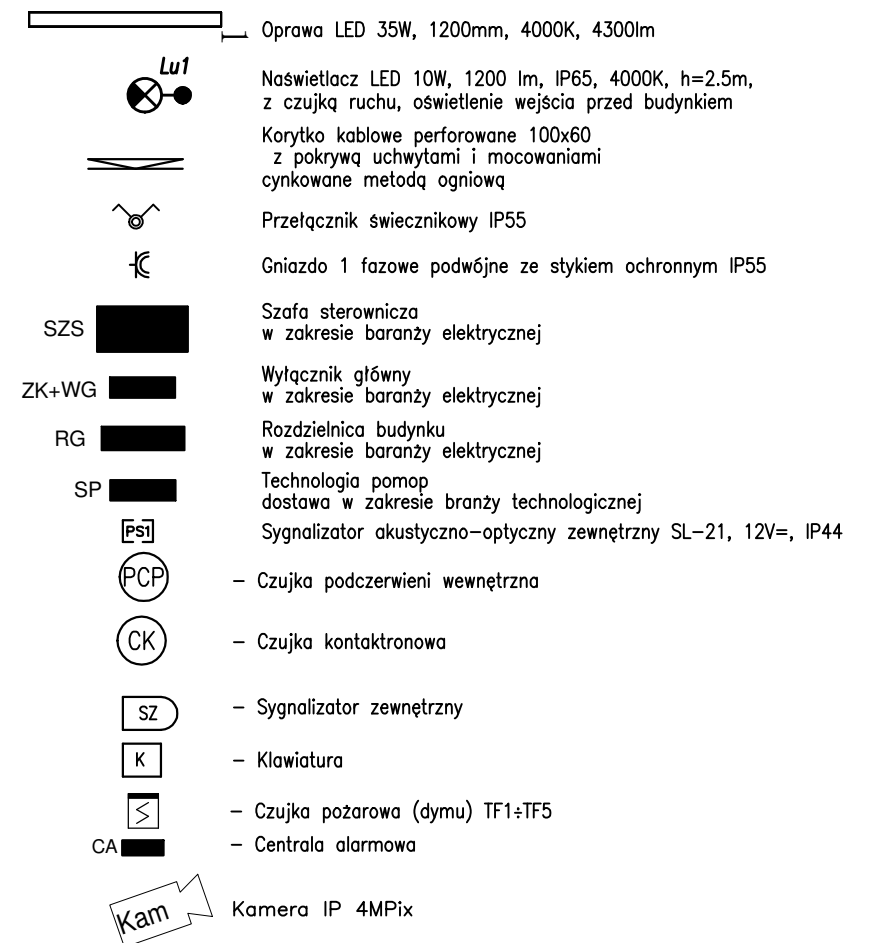 Oprawa LED 35W, 1200mm, 4000K, 4300lm
Lu1
Naświetlacz LED 10W, 1200 lm, IP65, 4000K, h=2.5m,
z czujką ruchu, oświetlenie wejścia przed budynkiem
Korytko kablowe perforowane 100x60
z pokrywą uchwytami i mocowaniami
cynkowane metodą ogniową
Przełącznik świecznikowy IP55
Gniazdo 1 fazowe podwójne ze stykiem ochronnym IP55
SZS
Szafa sterownicza
w zakresie baranży elektrycznej
ZK+WG
Wyłącznik główny
w zakresie baranży elektrycznej
RG
Rozdzielnica budynku
w zakresie baranży elektrycznej
SP
Technologia pomop
dostawa w zakresie branży technologicznej
PS1
Sygnalizator akustyczno-optyczny zewnętrzny SL-21, 12V=, IP44
PCP
- Czujka podczerwieni wewnętrzna
CK
- Czujka kontaktronowa
SZ
- Sygnalizator zewnętrzny
K
- Klawiatura
- Czujka pożarowa (dymu) TF1÷TF5
CA
- Centrala alarmowa
Kam
Kamera IP 4MPix